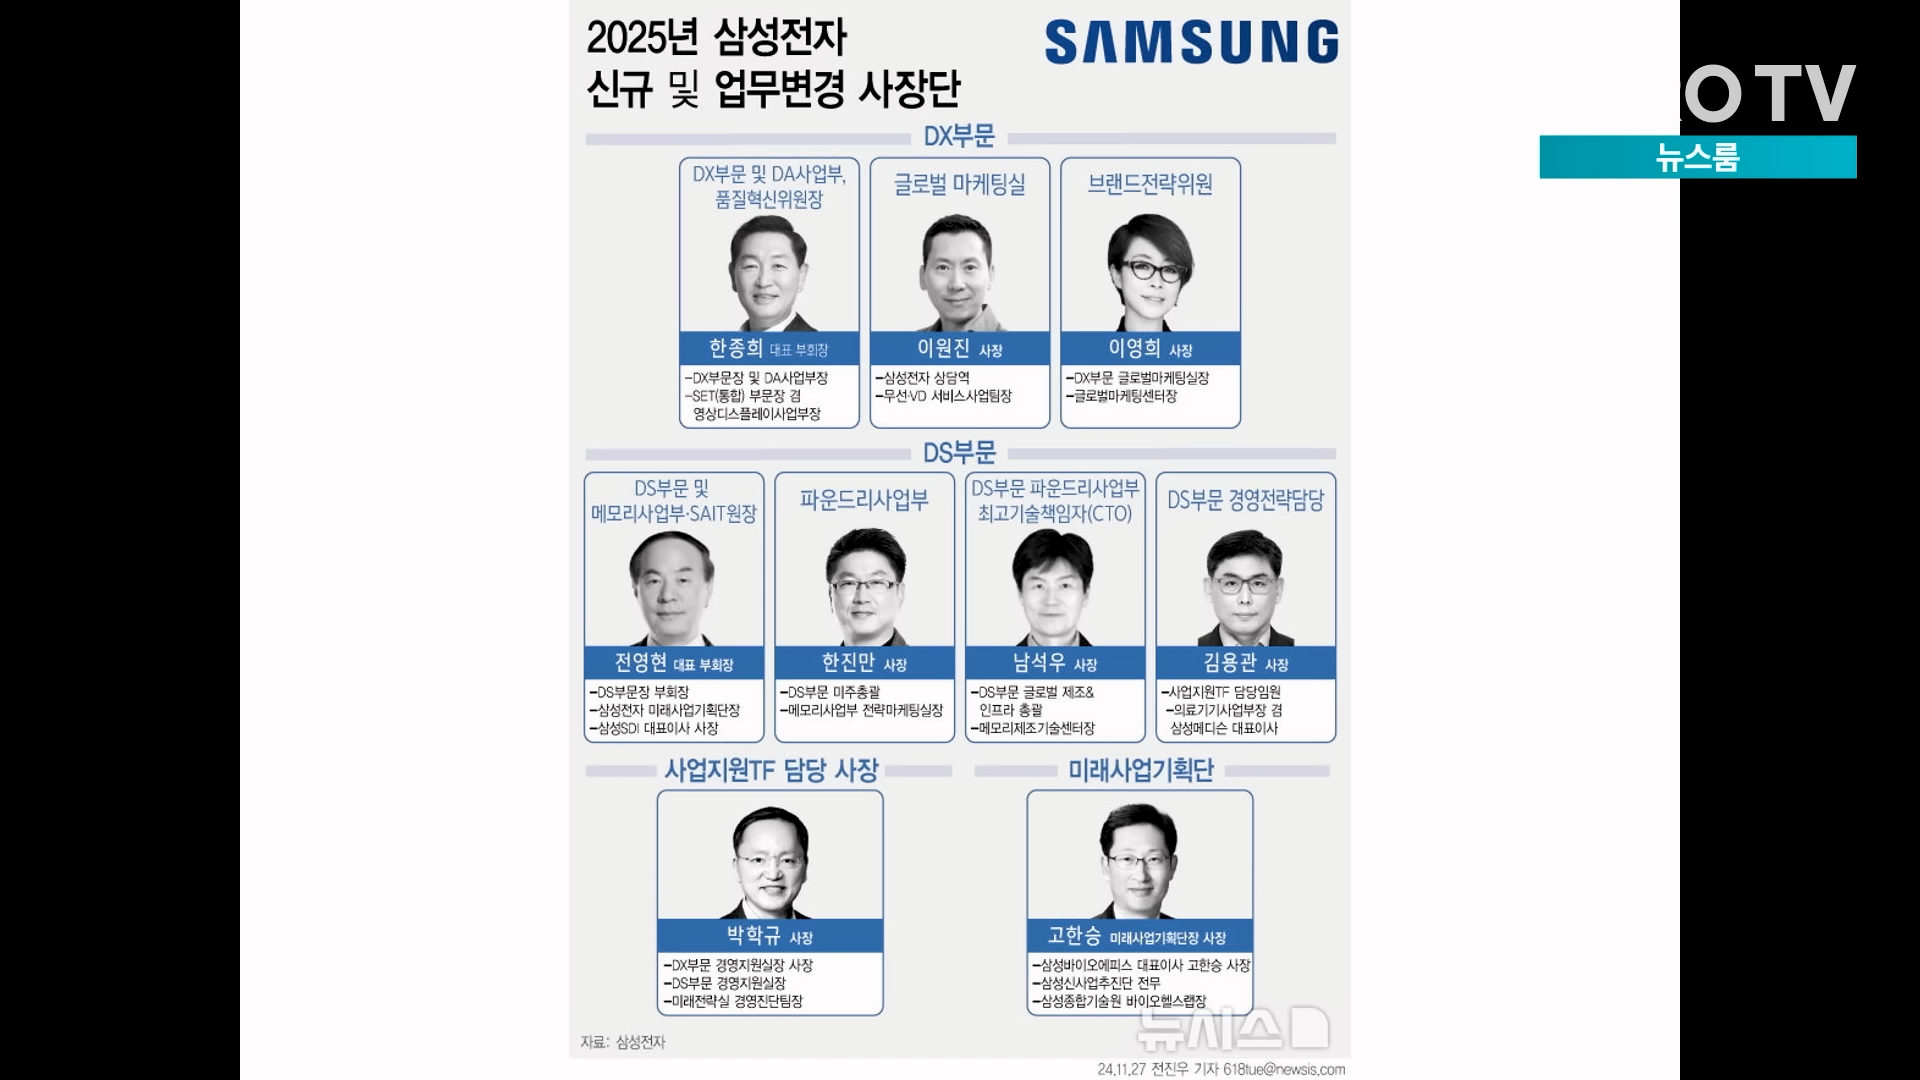 2025년 삼성전자
신규 및 업무변경 사장단
SAMSUNG
O TV
뉴스룸
DX부문
DX부문 및 DA사업부,
품질혁신위원장
한종희 대표 부회장
-DX부문장 및 DA사업부장
-SET(통합) 부문장 겸
영상디스플레이사업부장
글로벌 마케팅실
이원진 사장
-삼성전자 상담역
-무선·VD 서비스사업팀장
브랜드전략위원
이영희 사장
-DX부문 글로벌마케팅실장
-글로벌마케팅센터장
DS부문
DS부문 및
메모리사업부·SAIT원장
전영현 대표 부회장
-DS부문장 부회장
-삼성전자 미래사업기획단장
-삼성SDI 대표이사 사장
파운드리사업부
한진만 사장
-DS부문 미주총괄
-메모리사업부 전략마케팅실장
DS부문 파운드리사업부
최고기술책임자(CTO)
남석우 사장
-DS부문 글로벌 제조&
인프라 총괄
-메모리제조기술센터장
DS부문 경영전략담당
김용관 사장
-사업지원TF 담당임원
-의료기기사업부장 겸
삼성메디슨 대표이사
사업지원TF 담당 사장
박학규 사장
-DX부문 경영지원실장 사장
-DS부문 경영지원실장
-미래전략실 경영진단팀장
미래사업기획단
고한승 미래사업기획단장 사장
-삼성바이오에피스 대표이사 고한승 사장
-삼성신사업추진단 전무
-삼성종합기술원 바이오헬스랩장
뉴시스
자료: 삼성전자
24.11.27 전진우 기자 618tue@newsis.com